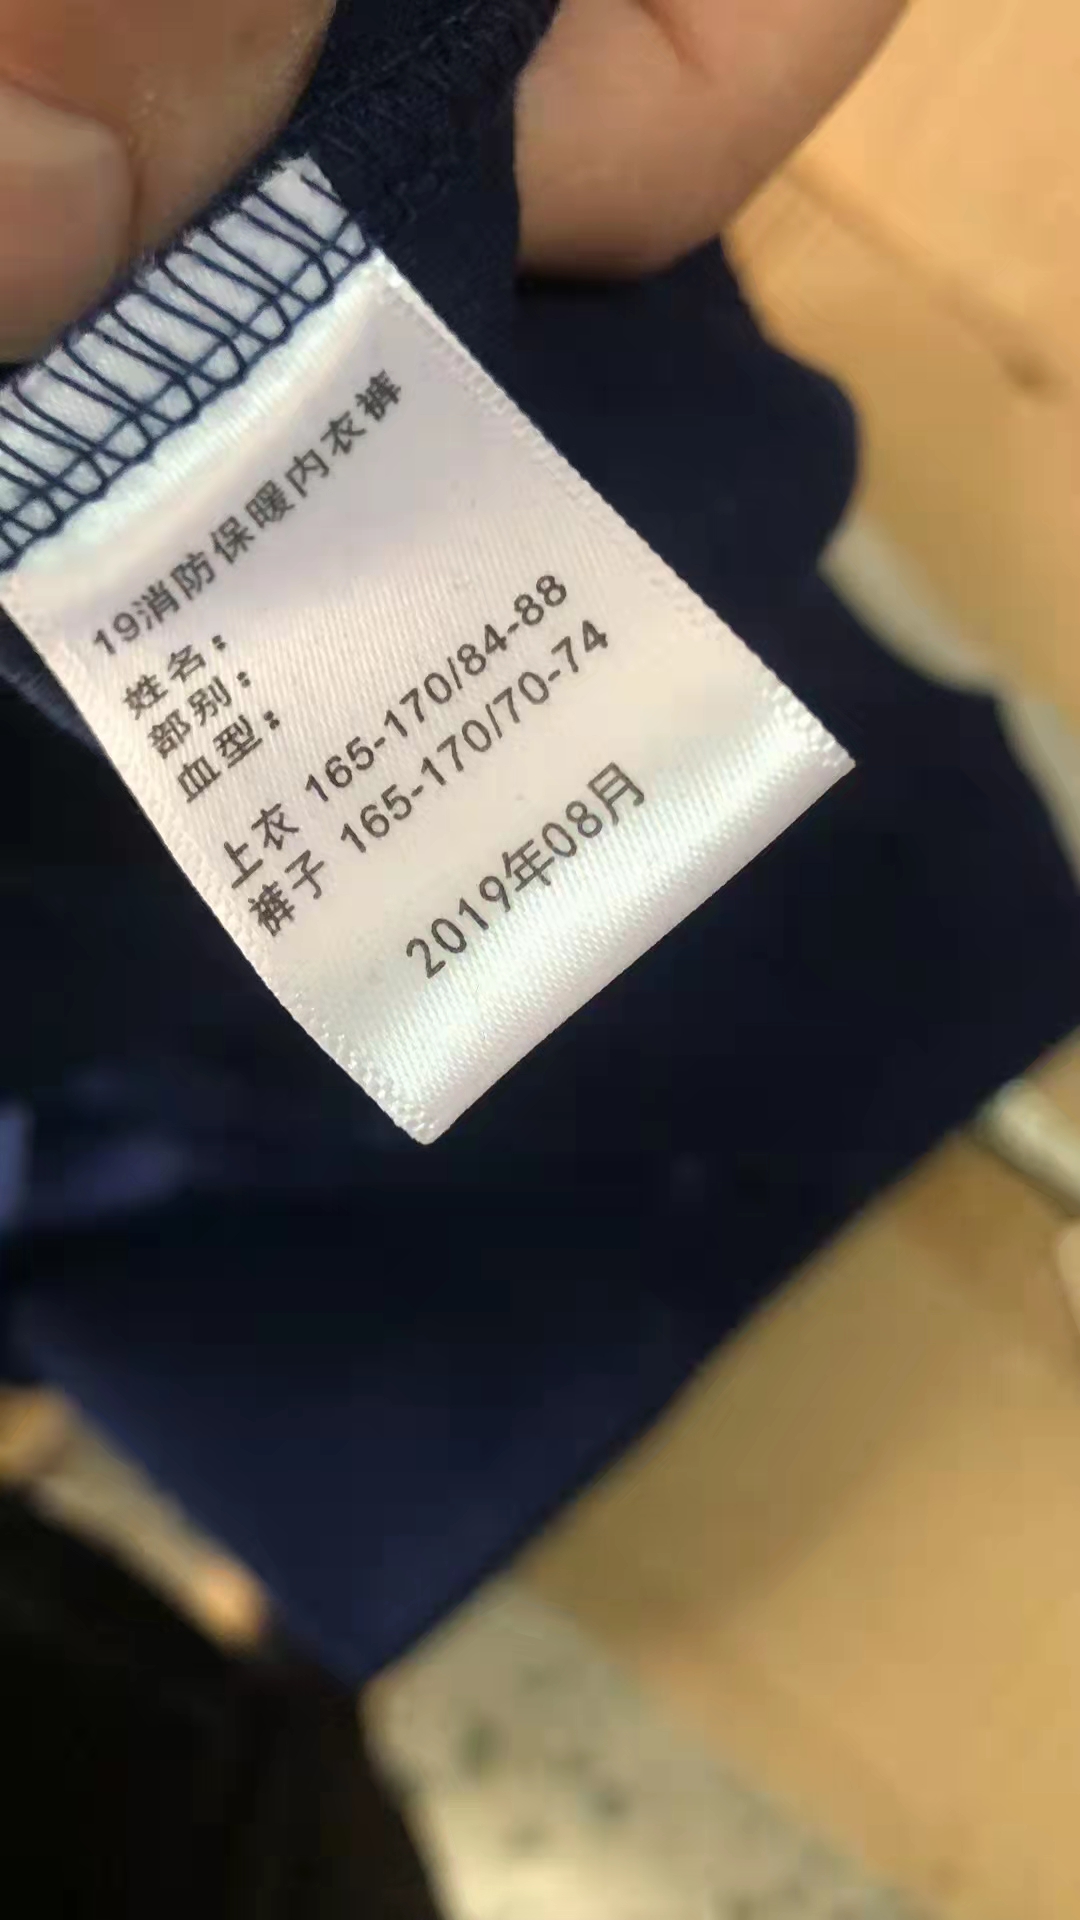 19消防保暖内衣裤
姓名：
部别：
血型：
上衣 165-170/84-88
裤子 165-170/70-74
2019年08月